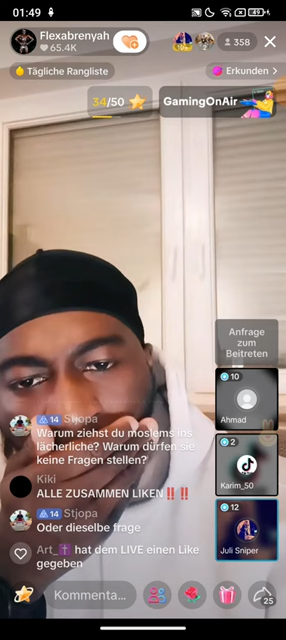 01:49
49
Flexabrenyah
65.4K
358
Tägliche Rangliste
Erkunden >
34/50
GamingOnAir
Anfrage
zum
Beitreten
10
Ahmad
14 Stjopa
Warum ziehst du moslems ins
lächerliche? Warum dürfen sie
keine Fragen stellen?
2
Karim_50
Kiki
ALLE ZUSAMMEN LIKEN‼️‼️
12
Juli Sniper
14 Stjopa
Oder dieselbe frage
Art_✝️ hat dem LIVE einen Like
gegeben
Kommenta...
25